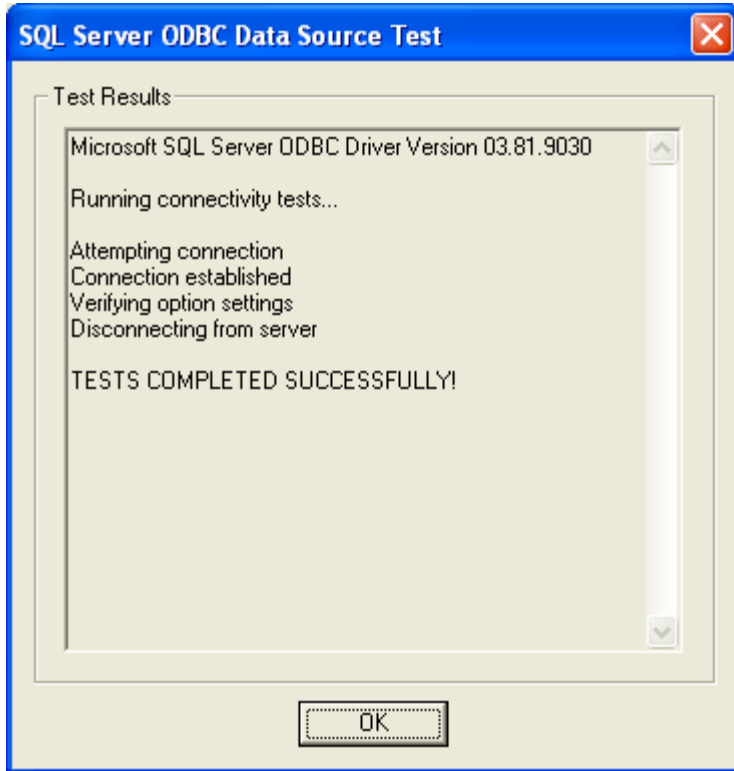 SQL Server ODBC Data Source Test
Test Results
Microsoft SQL Server ODBC Driver Version 03.81.9030
Running connectivity tests...
Attempting connection
Connection established
Verifying option settings
Disconnecting from server
TESTS COMPLETED SUCCESSFULLY!
OK